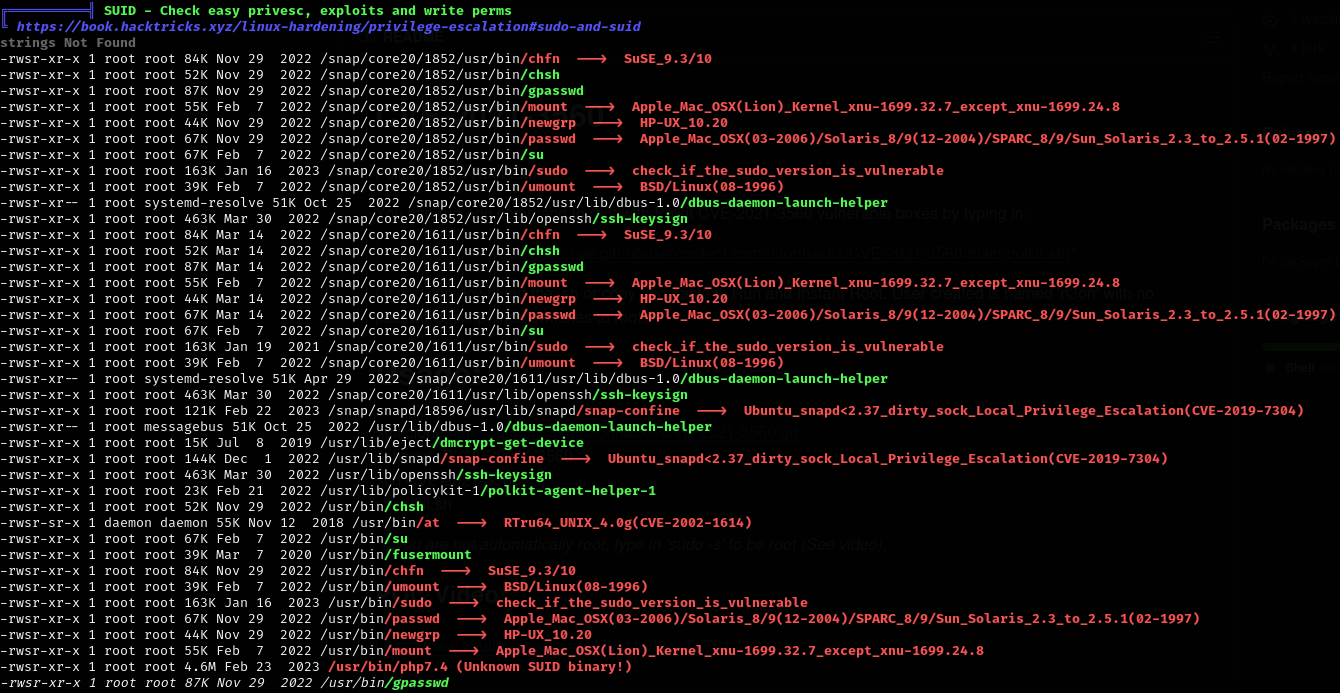 ╔══════════╣ SUID - Check easy privesc, exploits and write perms
╚ https://book.hacktricks.xyz/linux-hardening/privilege-escalation#sudo-and-suid
strings Not Found
-rwsr-xr-x 1 root root 84K Nov 29  2022 /snap/core20/1852/usr/bin/chfn  --->  SuSE_9.3/10
-rwsr-xr-x 1 root root 52K Nov 29  2022 /snap/core20/1852/usr/bin/chsh
-rwsr-xr-x 1 root root 87K Nov 29  2022 /snap/core20/1852/usr/bin/gpasswd
-rwsr-xr-x 1 root root 55K Feb  7  2022 /snap/core20/1852/usr/bin/mount  --->  Apple_Mac_OSX(Lion)_Kernel_xnu-1699.32.7_except_xnu-1699.24.8
-rwsr-xr-x 1 root root 44K Nov 29  2022 /snap/core20/1852/usr/bin/newgrp  --->  HP-UX_10.20
-rwsr-xr-x 1 root root 67K Nov 29  2022 /snap/core20/1852/usr/bin/passwd  --->  Apple_Mac_OSX(03-2006)/Solaris_8/9(12-2004)/SPARC_8/9/Sun_Solaris_2.3_to_2.5.1(02-1997)
-rwsr-xr-x 1 root root 67K Feb  7  2022 /snap/core20/1852/usr/bin/su
-rwsr-xr-x 1 root root 163K Jan 16  2023 /snap/core20/1852/usr/bin/sudo  --->  check_if_the_sudo_version_is_vulnerable
-rwsr-xr-x 1 root root 39K Feb  7  2022 /snap/core20/1852/usr/bin/umount  --->  BSD/Linux(08-1996)
-rwsr-xr-- 1 root systemd-resolve 51K Oct 25  2022 /snap/core20/1852/usr/lib/dbus-1.0/dbus-daemon-launch-helper
-rwsr-xr-x 1 root root 463K Mar 30  2022 /snap/core20/1852/usr/lib/openssh/ssh-keysign
-rwsr-xr-x 1 root root 84K Mar 14  2022 /snap/core20/1611/usr/bin/chfn  --->  SuSE_9.3/10
-rwsr-xr-x 1 root root 52K Mar 14  2022 /snap/core20/1611/usr/bin/chsh
-rwsr-xr-x 1 root root 87K Mar 14  2022 /snap/core20/1611/usr/bin/gpasswd
-rwsr-xr-x 1 root root 55K Feb  7  2022 /snap/core20/1611/usr/bin/mount  --->  Apple_Mac_OSX(Lion)_Kernel_xnu-1699.32.7_except_xnu-1699.24.8
-rwsr-xr-x 1 root root 44K Mar 14  2022 /snap/core20/1611/usr/bin/newgrp  --->  HP-UX_10.20
-rwsr-xr-x 1 root root 67K Mar 14  2022 /snap/core20/1611/usr/bin/passwd  --->  Apple_Mac_OSX(03-2006)/Solaris_8/9(12-2004)/SPARC_8/9/Sun_Solaris_2.3_to_2.5.1(02-1997)
-rwsr-xr-x 1 root root 67K Feb  7  2022 /snap/core20/1611/usr/bin/su
-rwsr-xr-x 1 root root 163K Jan 19  2021 /snap/core20/1611/usr/bin/sudo  --->  check_if_the_sudo_version_is_vulnerable
-rwsr-xr-x 1 root root 39K Feb  7  2022 /snap/core20/1611/usr/bin/umount  --->  BSD/Linux(08-1996)
-rwsr-xr-- 1 root systemd-resolve 51K Apr 29  2022 /snap/core20/1611/usr/lib/dbus-1.0/dbus-daemon-launch-helper
-rwsr-xr-x 1 root root 463K Mar 30  2022 /snap/core20/1611/usr/lib/openssh/ssh-keysign
-rwsr-xr-x 1 root root 121K Feb 22  2023 /snap/snapd/18596/usr/lib/snapd/snap-confine  --->  Ubuntu_snapd<2.37_dirty_sock_Local_Privilege_Escalation(CVE-2019-7304)
-rwsr-xr-- 1 root messagebus 51K Oct 25  2022 /usr/lib/dbus-1.0/dbus-daemon-launch-helper
-rwsr-xr-x 1 root root 15K Jul  8  2019 /usr/lib/eject/dmcrypt-get-device
-rwsr-xr-x 1 root root 144K Dec  1  2022 /usr/lib/snapd/snap-confine  --->  Ubuntu_snapd<2.37_dirty_sock_Local_Privilege_Escalation(CVE-2019-7304)
-rwsr-xr-x 1 root root 463K Mar 30  2022 /usr/lib/openssh/ssh-keysign
-rwsr-xr-x 1 root root 23K Feb 21  2022 /usr/lib/policykit-1/polkit-agent-helper-1
-rwsr-xr-x 1 root root 52K Nov 29  2022 /usr/bin/chsh
-rwsr-sr-x 1 daemon daemon 55K Nov 12  2018 /usr/bin/at  --->  RTru64_UNIX_4.0g(CVE-2002-1614)
-rwsr-xr-x 1 root root 67K Feb  7  2022 /usr/bin/su
-rwsr-xr-x 1 root root 39K Mar  7  2020 /usr/bin/fusermount
-rwsr-xr-x 1 root root 84K Nov 29  2022 /usr/bin/chfn  --->  SuSE_9.3/10
-rwsr-xr-x 1 root root 39K Feb  7  2022 /usr/bin/umount  --->  BSD/Linux(08-1996)
-rwsr-xr-x 1 root root 163K Jan 16  2023 /usr/bin/sudo  --->  check_if_the_sudo_version_is_vulnerable
-rwsr-xr-x 1 root root 67K Nov 29  2022 /usr/bin/passwd  --->  Apple_Mac_OSX(03-2006)/Solaris_8/9(12-2004)/SPARC_8/9/Sun_Solaris_2.3_to_2.5.1(02-1997)
-rwsr-xr-x 1 root root 44K Nov 29  2022 /usr/bin/newgrp  --->  HP-UX_10.20
-rwsr-xr-x 1 root root 55K Feb  7  2022 /usr/bin/mount  --->  Apple_Mac_OSX(Lion)_Kernel_xnu-1699.32.7_except_xnu-1699.24.8
-rwsr-xr-x 1 root root 4.6M Feb 23  2023 /usr/bin/php7.4 (Unknown SUID binary!)
-rwsr-xr-x 1 root root 87K Nov 29  2022 /usr/bin/gpasswd